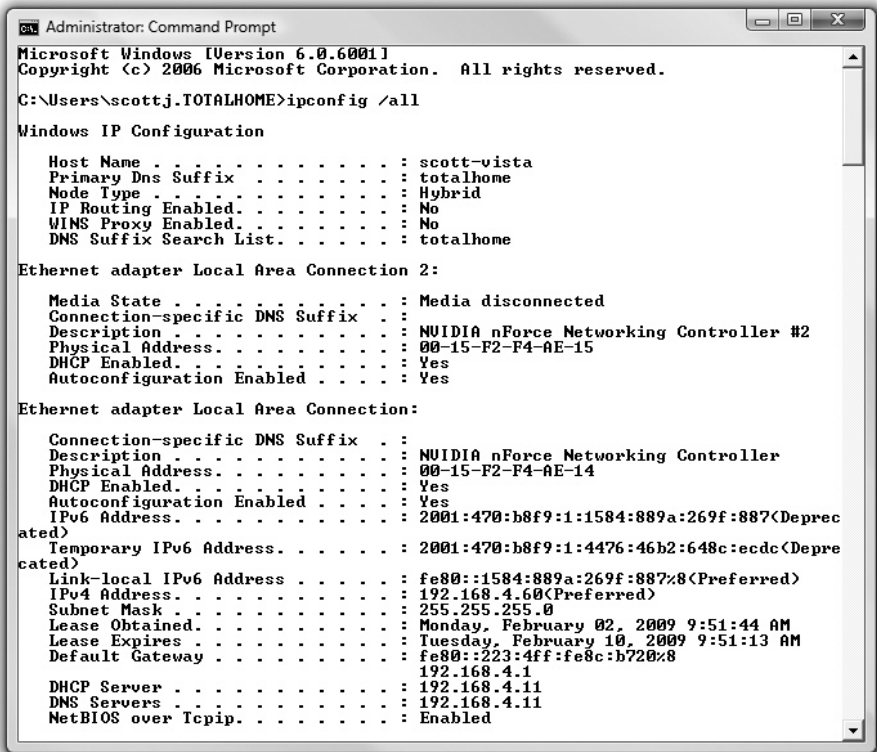 Administrator: Command Prompt
Microsoft Windows [Version 6.0.6001]
Copyright (c) 2006 Microsoft Corporation.  All rights reserved.
C:\Users\scottj.TOTALHOME>ipconfig /all
Windows IP Configuration
   Host Name . . . . . . . . . . . . : scott-vista
   Primary Dns Suffix  . . . . . . . : totalhome
   Node Type . . . . . . . . . . . . : Hybrid
   IP Routing Enabled. . . . . . . . : No
   WINS Proxy Enabled. . . . . . . . : No
   DNS Suffix Search List. . . . . . : totalhome
Ethernet adapter Local Area Connection 2:
   Media State . . . . . . . . . . . : Media disconnected
   Connection-specific DNS Suffix  . :
   Description . . . . . . . . . . . : NVIDIA nForce Networking Controller #2
   Physical Address. . . . . . . . . : 00-15-F2-F4-AE-15
   DHCP Enabled. . . . . . . . . . . : Yes
   Autoconfiguration Enabled . . . . : Yes
Ethernet adapter Local Area Connection:
   Connection-specific DNS Suffix  . :
   Description . . . . . . . . . . . : NVIDIA nForce Networking Controller
   Physical Address. . . . . . . . . : 00-15-F2-F4-AE-14
   DHCP Enabled. . . . . . . . . . . : Yes
   Autoconfiguration Enabled . . . . : Yes
   IPv6 Address. . . . . . . . . . . : 2001:470:b8f9:1:1584:889a:269f:887(Deprec
ated)
   Temporary IPv6 Address. . . . . . : 2001:470:b8f9:1:4476:46b2:648c:ecdc(Depre
cated)
   Link-local IPv6 Address . . . . . : fe80::1584:889a:269f:887%8(Preferred)
   IPv4 Address. . . . . . . . . . . : 192.168.4.60(Preferred)
   Subnet Mask . . . . . . . . . . . : 255.255.255.0
   Lease Obtained. . . . . . . . . . : Monday, February 02, 2009 9:51:44 AM
   Lease Expires . . . . . . . . . . : Tuesday, February 10, 2009 9:51:13 AM
   Default Gateway . . . . . . . . . : fe80::223:4ff:fe8c:b720%8
                                       192.168.4.1
   DHCP Server . . . . . . . . . . . : 192.168.4.11
   DNS Servers . . . . . . . . . . . : 192.168.4.11
   NetBIOS over Tcpip. . . . . . . . : Enabled